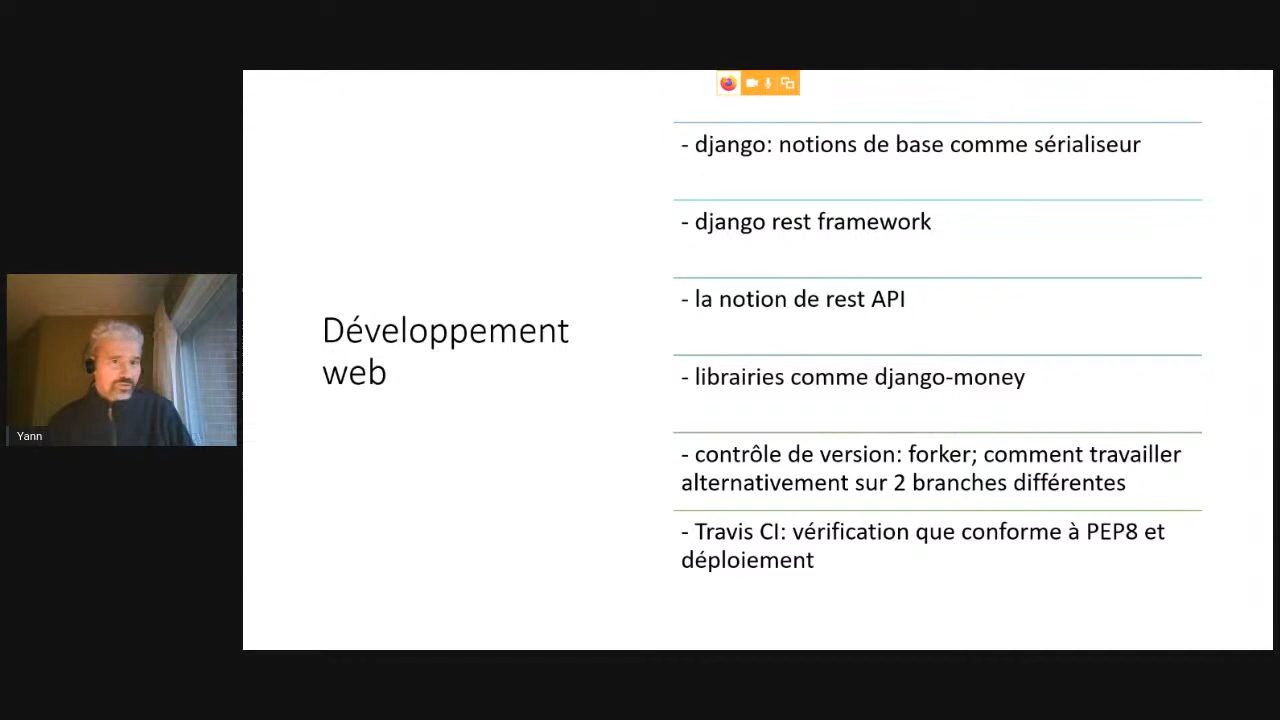 - django: notions de base comme sérialiseur
- django rest framework
- la notion de rest API
Développement
web
- librairies comme django-money
- contrôle de version: forker; comment travailler
alternativement sur 2 branches différentes
- Travis CI: vérification que conforme à PEP8 et
déploiement
Yann